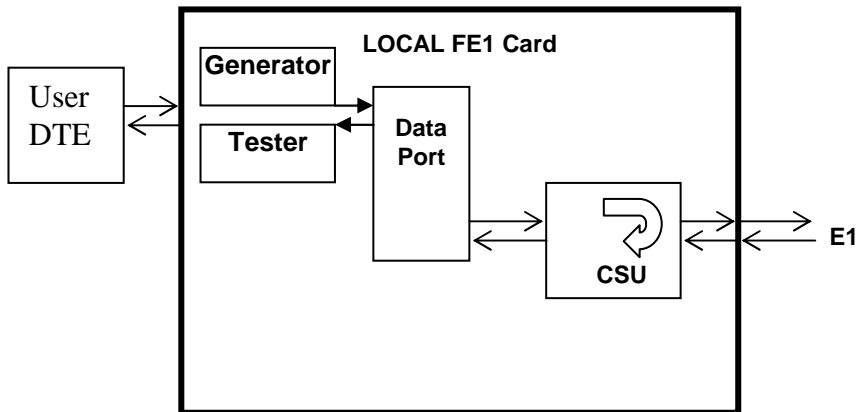 LOCAL FE1 Card
Generator
User
DTE
Tester
Data
Port
CSU
E1